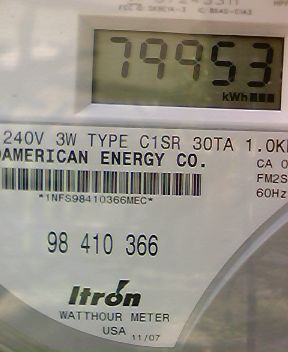 79953
kWh
240V 3W TYPE C1SR 30TA 1.0K
AMERICAN ENERGY CO.
CA 0
FM2S
60Hz
*1NFS98410366MEC*
98 410 366
Itron
WATTHOUR METER
USA 11/07